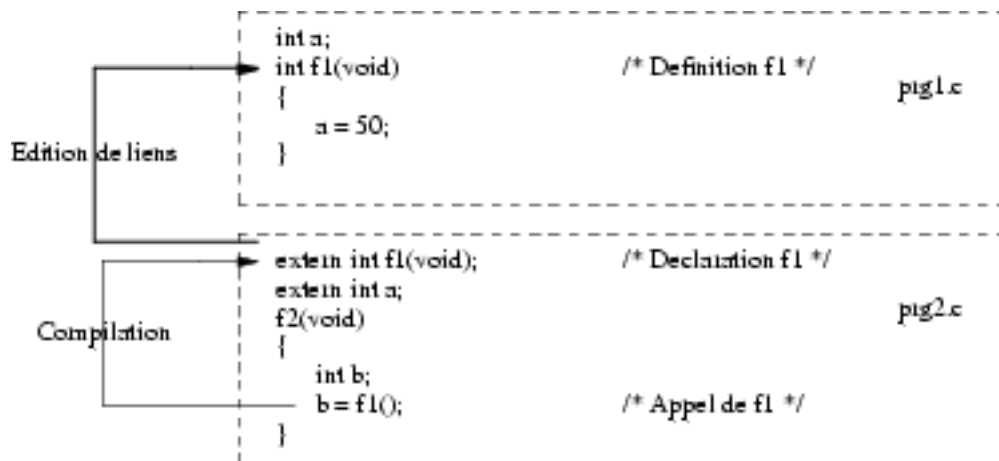 int a;
int f1(void) /* Definition f1 */
{
prg1.c
a = 50;
}
Edition de liens
extern int f1(void); /* Declaration f1 */
extern int a;
f2(void)
prg2.c
{
Compilation
int b;
b = f1(); /* Appel de f1 */
}